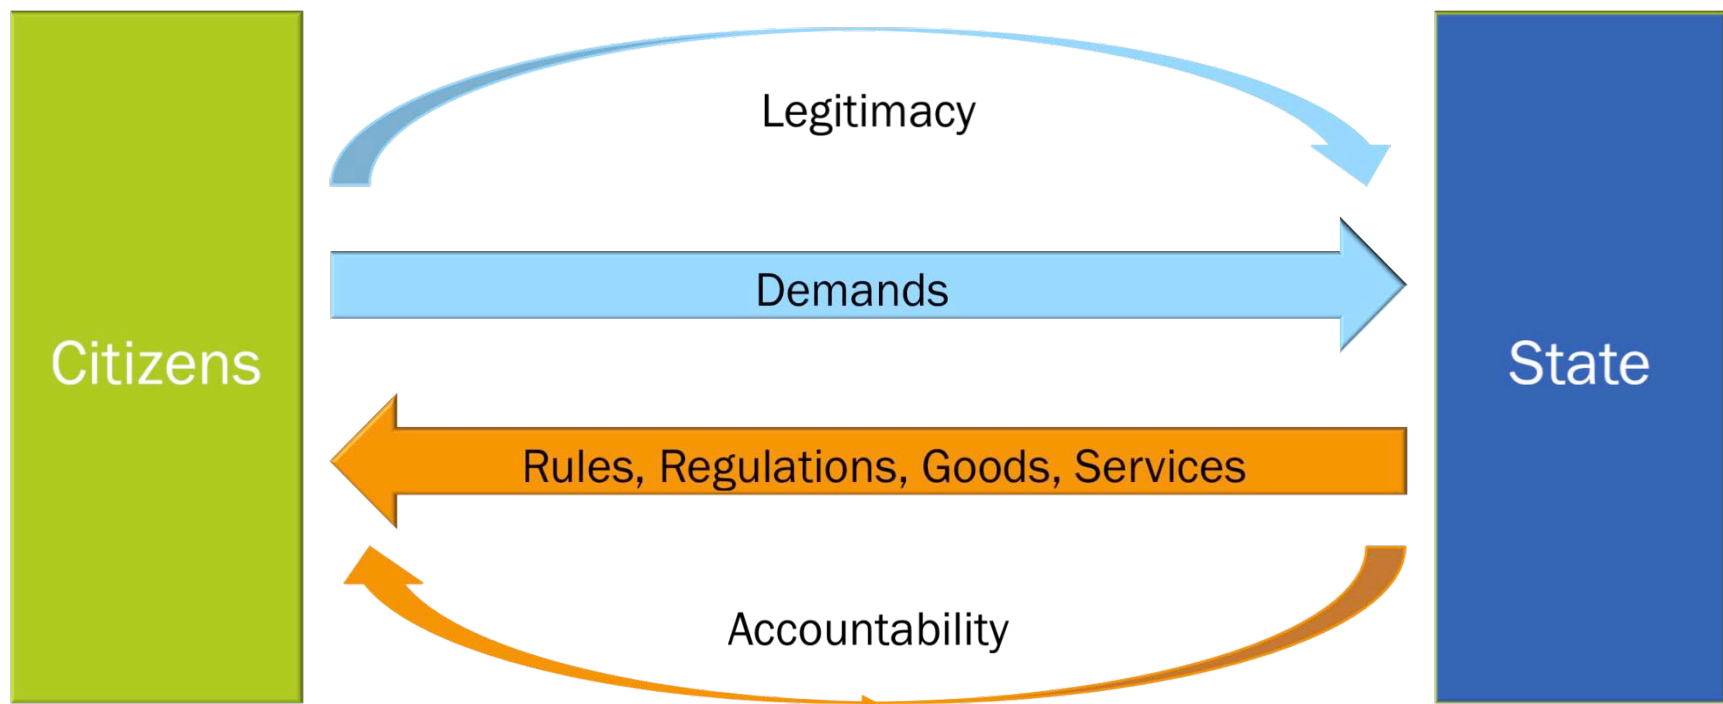 Legitimacy
Demands
Citizens
State
Rules, Regulations, Goods, Services
Accountability